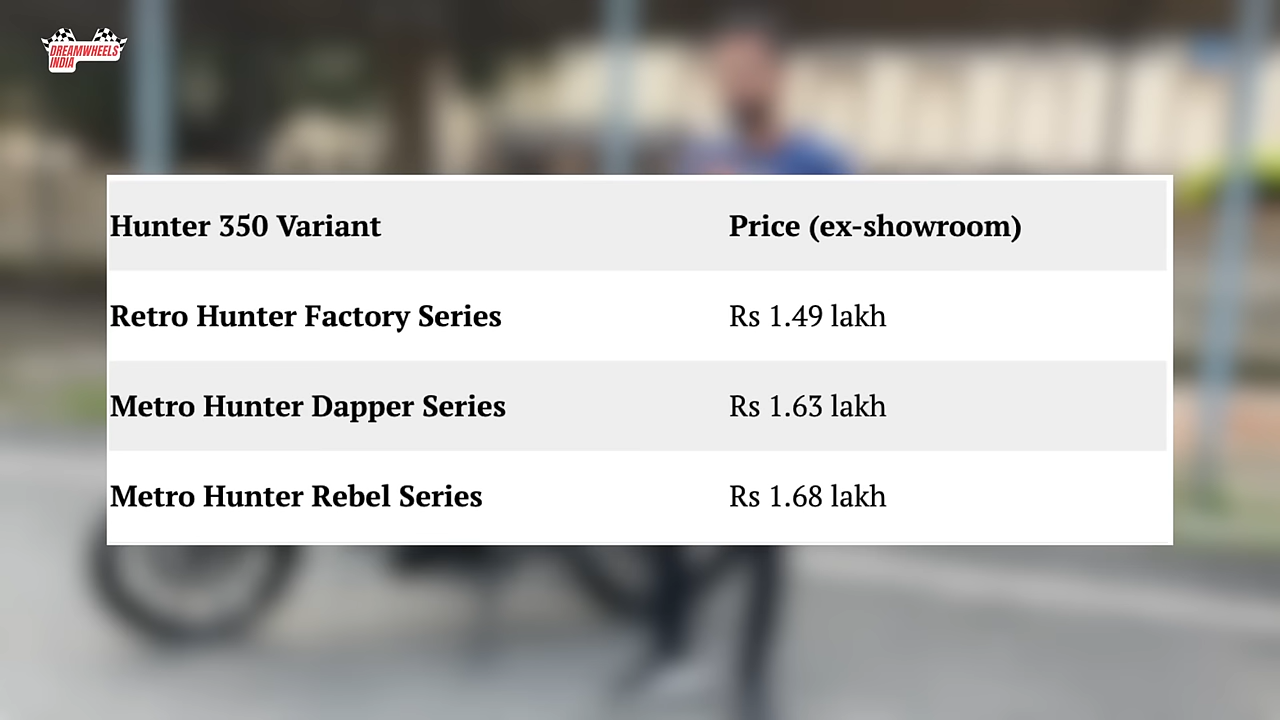 DREAMWHEELS
INDIA
Hunter 350 Variant Price (ex-showroom)
Retro Hunter Factory Series Rs 1.49 lakh
Metro Hunter Dapper Series Rs 1.63 lakh
Metro Hunter Rebel Series Rs 1.68 lakh